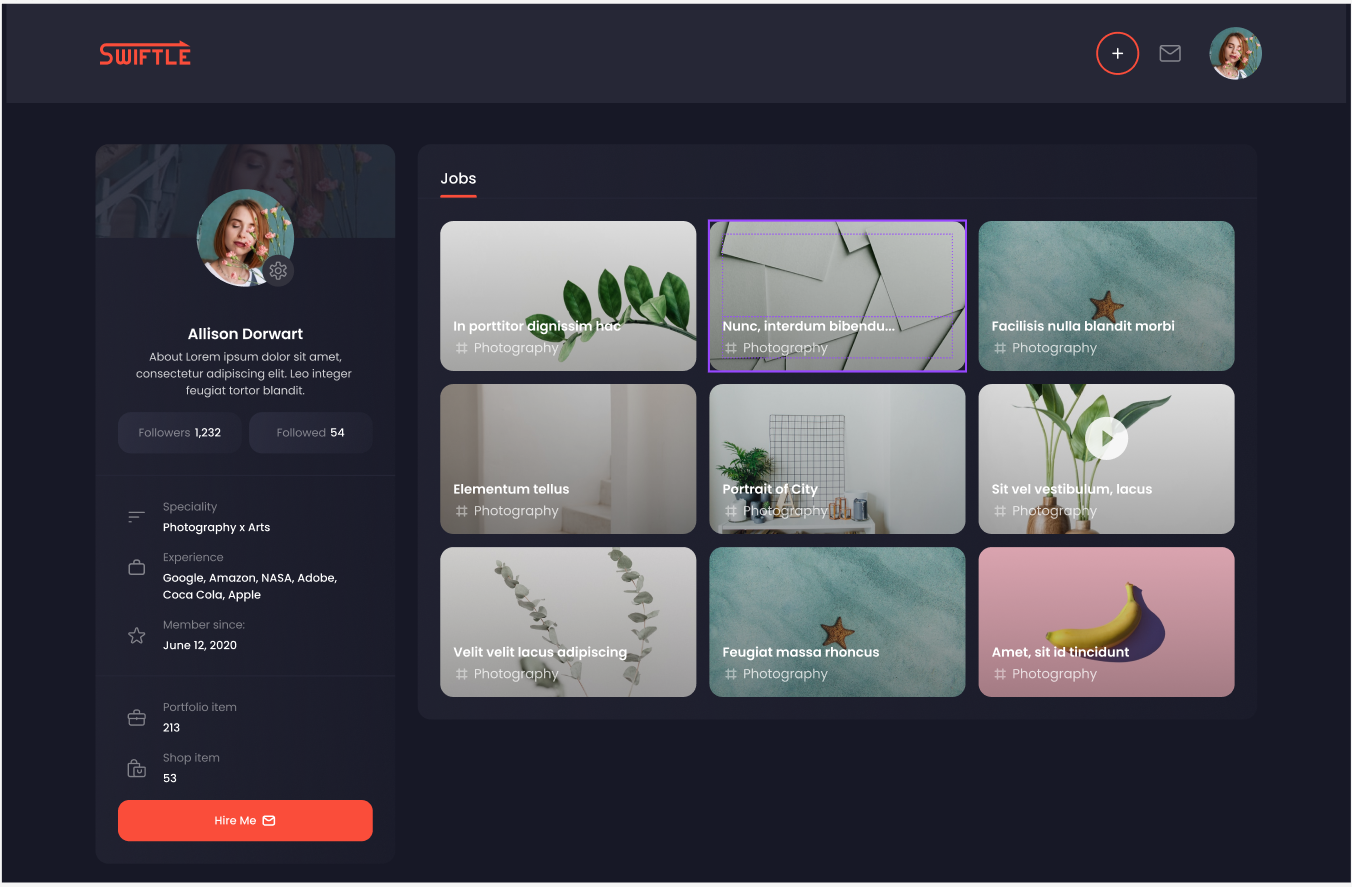 SWIFTLE
Allison Dorwart
About Lorem ipsum dolor sit amet,
consectetur adipiscing elit. Leo integer
feugiat tortor blandit.
Followers 1,232
Followed 54
Speciality
Photography x Arts
Experience
Google, Amazon, NASA, Adobe,
Coca Cola, Apple
Member since:
June 12, 2020
Portfolio item
213
Shop item
53
Hire Me
Jobs
In porttitor dignissim hac
Photography
Nunc, interdum bibendu...
Photography
Facilisis nulla blandit morbi
Photography
Elementum tellus
Photography
Portrait of City
Photography
Sit vel vestibulum, lacus
Photography
Velit velit lacus adipiscing
Photography
Feugiat massa rhoncus
Photography
Amet, sit id tincidunt
Photography